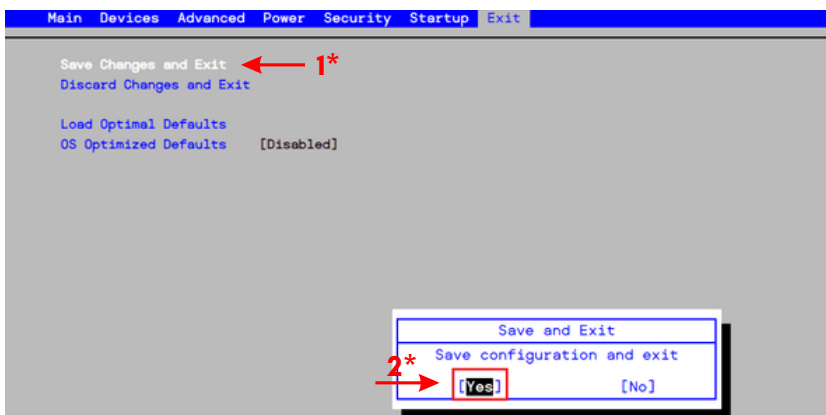 Main Devices Advanced Power Security Startup Exit
Save Changes and Exit 1*
Discard Changes and Exit
Load Optimal Defaults
OS Optimized Defaults [Disabled]
Save and Exit
Save configuration and exit
2*
[Yes] [No]